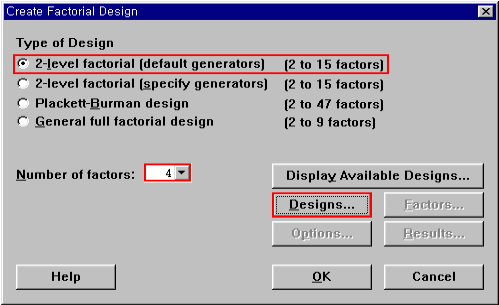 Create Factorial Design
Type of Design
2-level factorial (default generators) (2 to 15 factors)
2-level factorial (specify generators) (2 to 15 factors)
Plackett-Burman design (2 to 47 factors)
General full factorial design (2 to 9 factors)
Number of factors: 4
Display Available Designs...
Designs... Factors...
Options... Results...
Help OK Cancel